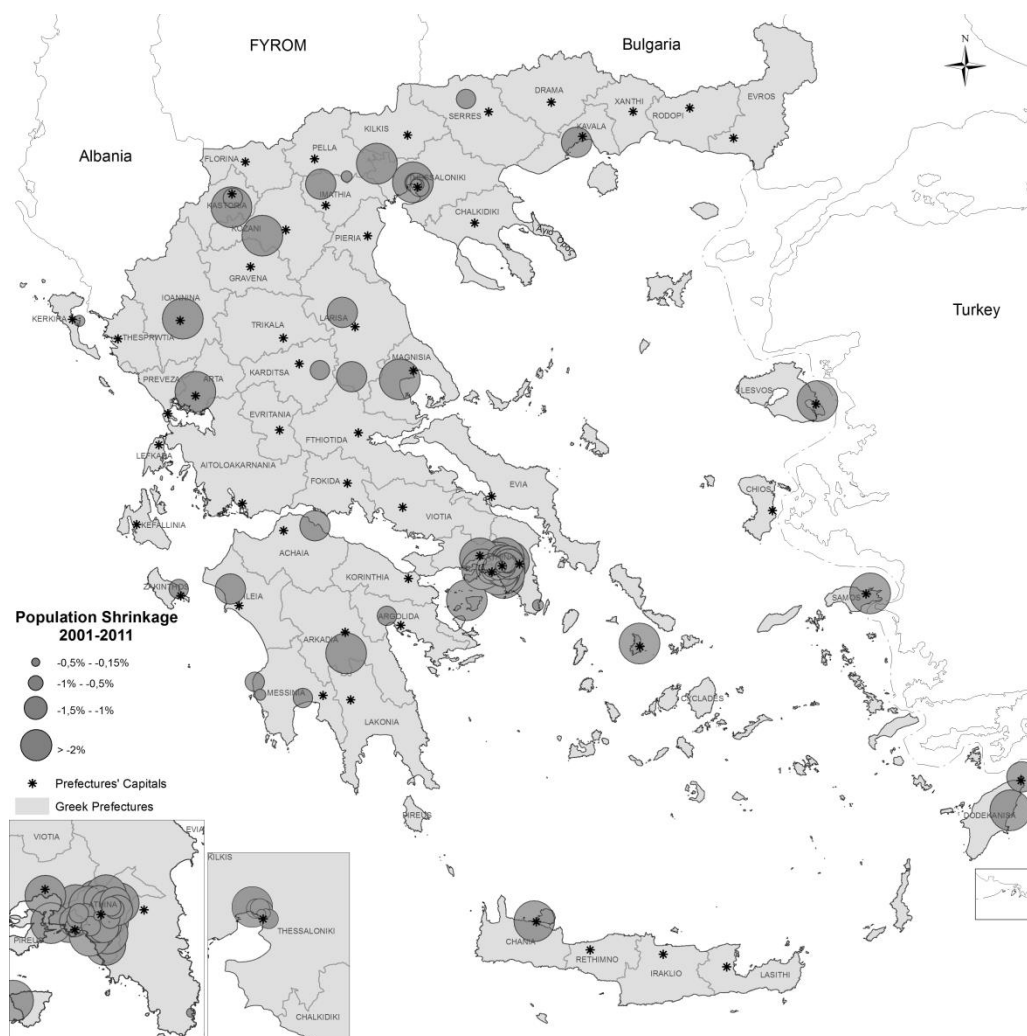 FYROM
Bulgaria
N
Albania
DRAMA
XANTHI
EVROS
SERRES
RODOPI
KAVALA
KILKIS
PELLA
FLORINA
THESSALONIKI
IMATHIA
KASTORIA
KOZANI
CHALKIDIKI
PIERIA
Ayio Opos
GRAVENA
IOANNINA
Turkey
KERKIRA
LARISA
TRIKALA
THESPRWTIA
MAGNISIA
KARDITSA
PREVEZA
ARTA
LESVOS
EVRITANIA
FTHIOTIDA
LEFKADA
AITOLOAKARNANIA
FOKIDA
EVIA
CHIOS
VIOTIA
KEFALLINIA
ACHAIA
KORINTHIA
ZAKINTHOS
ILEIA
SAMOS
ARGOLIDA
ARKADIA
Population Shrinkage
2001-2011
-0,5% - -0,15%
-1% - -0,5%
-1,5% - -1%
> -2%
Prefectures' Capitals
Greek Prefectures
MESSINIA
LAKONIA
CYCLADES
PIREUS
DODEKANISA
VIOTIA
EVIA
ATHINA
PIREUS
KILKIS
THESSALONIKI
CHALKIDIKI
CHANIA
RETHIMNO
IRAKLIO
LASITHI